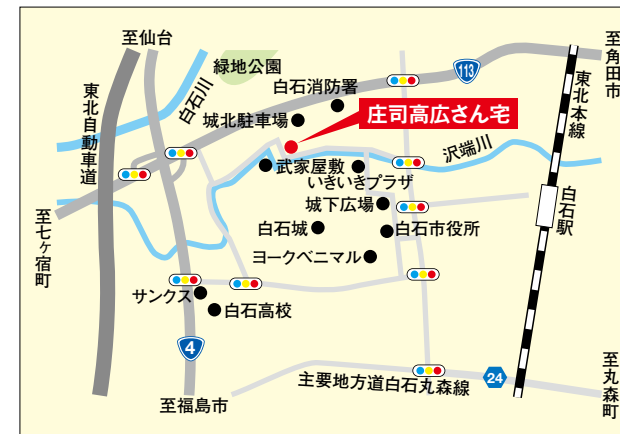 至仙台
緑地公園
白石川
東北自動車道
白石消防署
城北駐車場
113
至角田市
東北本線
庄司高広さん宅
沢端川
武家屋敷
いきいきプラザ
城下広場
白石城
白石市役所
白石駅
至七ヶ宿町
ヨークベニマル
サンクス
白石高校
4
主要地方道白石丸森線
24
至丸森町
至福島市